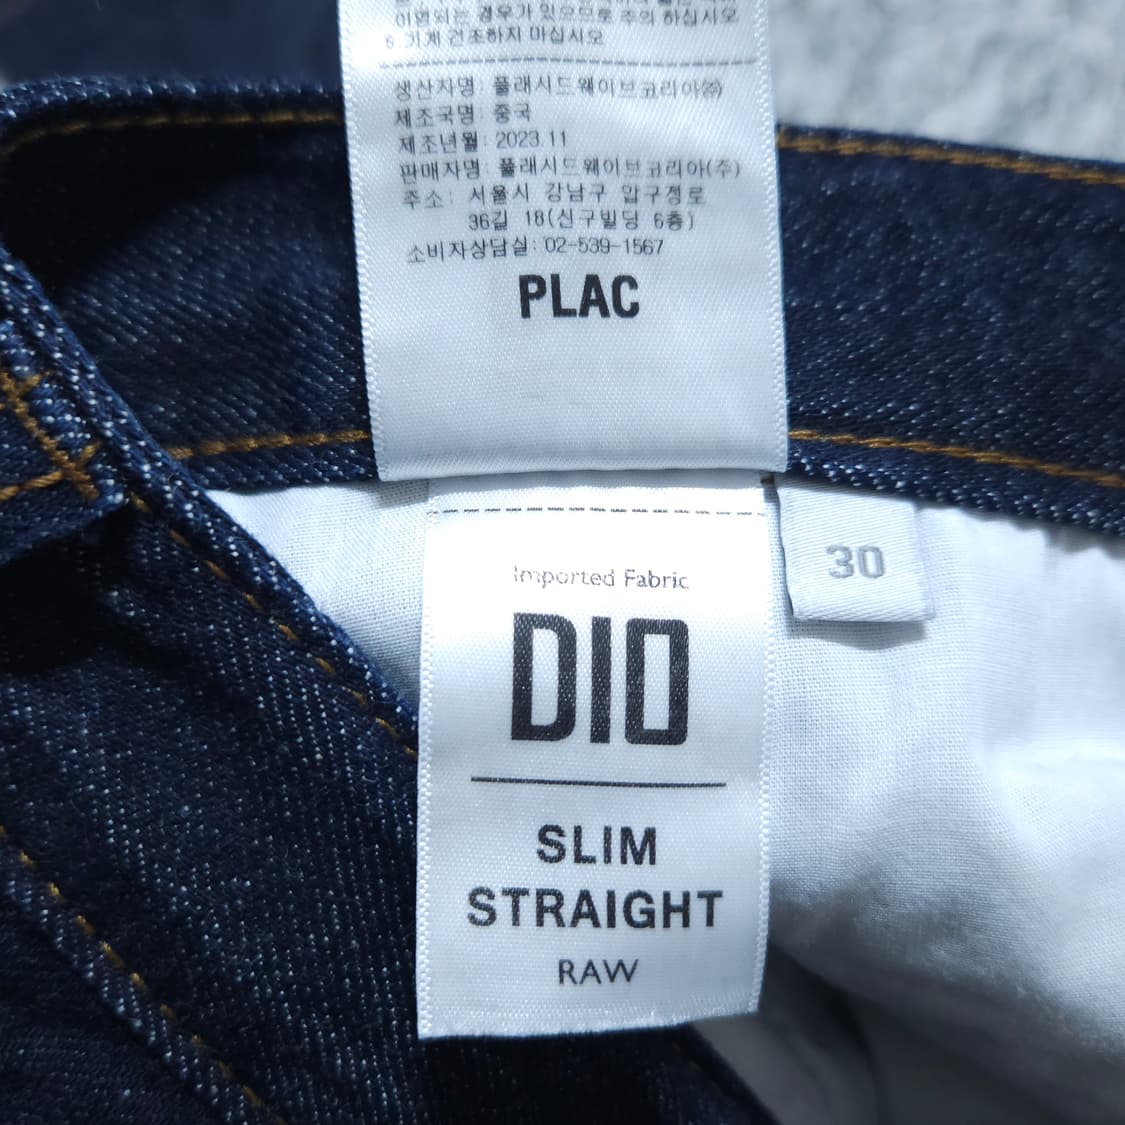 이염되는 경우가 있으므로 주의 하십시오
6.기계 건조하지 마십시오
생산자명: 플래시드웨이브코리아㈜
제조국명: 중국
제조년월: 2023.11
판매자명: 플래시드웨이브코리아(주)
주소: 서울시 강남구 압구정로
36길 18(신구빌딩 6층)
소비자상담실: 02-539-1567
PLAC
30
Imported Fabric
DIO
SLIM
STRAIGHT
RAW